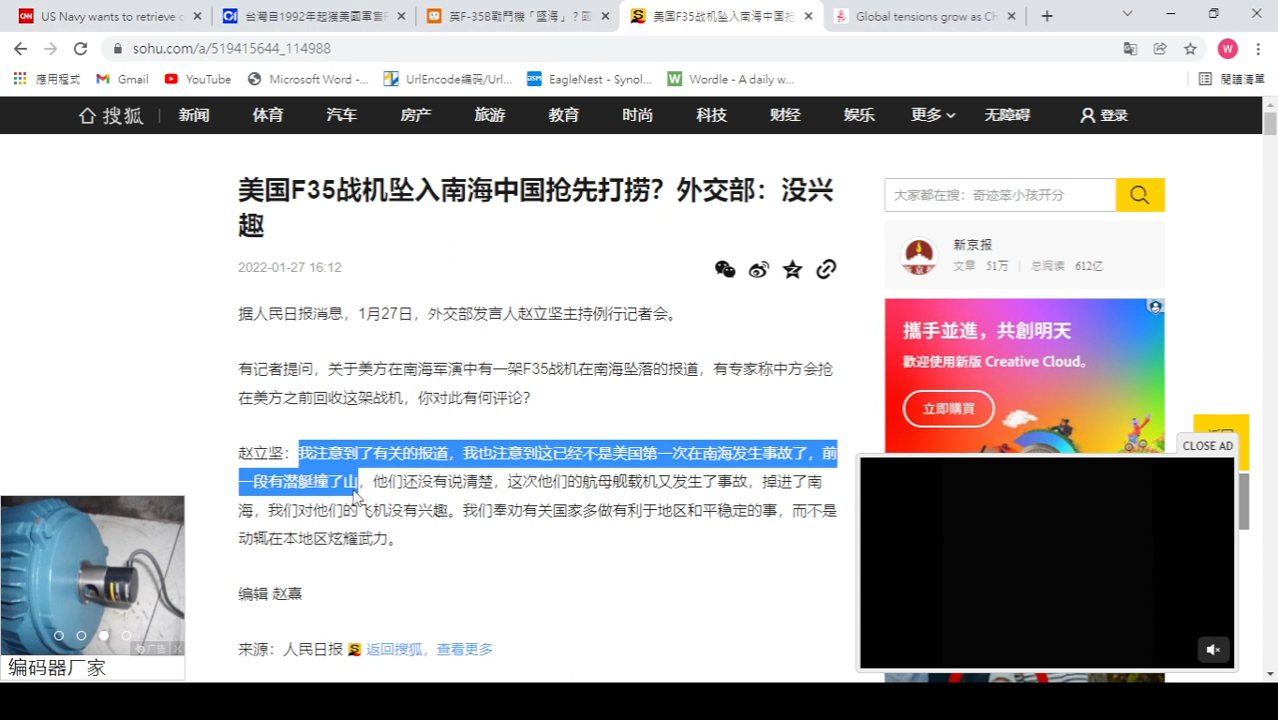 US Navy wants to retrieve c
台灣自1992年起獲美國軍售F
英F-35B戰鬥機「墜海」？
美国F35战机坠入南海中国抢
Global tensions grow as Ch
sohu.com/a/519415644_114988
W
應用程式
Gmail
YouTube
Microsoft Word -...
UrlEncode编码/Url...
EagleNest - Synol...
Wordle - A daily w...
閱讀清單
搜狐
新闻
体育
汽车
房产
旅游
教育
时尚
科技
财经
娱乐
更多
无障碍
登录
美国F35战机坠入南海中国抢先打捞？外交部：没兴
趣
2022-01-27 16:12
大家都在搜：奇迹笨小孩开分
新京报
文章 51万 | 总阅读 612亿
据人民日报消息，1月27日，外交部发言人赵立坚主持例行记者会。
有记者提问，关于美方在南海军演中有一架F35战机在南海坠落的报道，有专家称中方会抢
在美方之前回收这架战机，你对此有何评论？
赵立坚：我注意到了有关的报道，我也注意到这已经不是美国第一次在南海发生事故了，前
一段有潜艇撞了山，他们还没有说清楚，这次他们的航母舰载机又发生了事故，掉进了南
海，我们对他们的飞机没有兴趣。我们奉劝有关国家多做有利于地区和平稳定的事，而不是
动辄在本地区炫耀武力。
编辑 赵熹
来源：人民日报 返回搜狐，查看更多
攜手並進，共創明天
歡迎使用新版 Creative Cloud。
立即購買
CLOSE AD
广告
编码器厂家